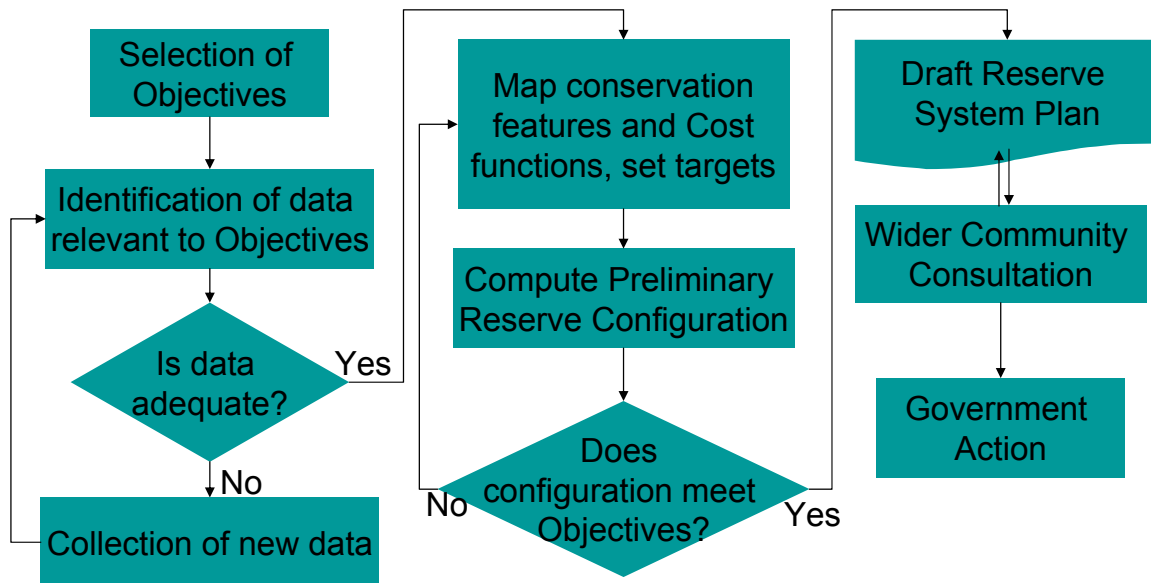 Selection of
Objectives
Identification of data
relevant to Objectives
Is data
adequate?
Yes
No
Collection of new data
Map conservation
features and Cost
functions, set targets
Compute Preliminary
Reserve Configuration
Does
configuration meet
Objectives?
No
Yes
Draft Reserve
System Plan
Wider Community
Consultation
Government
Action